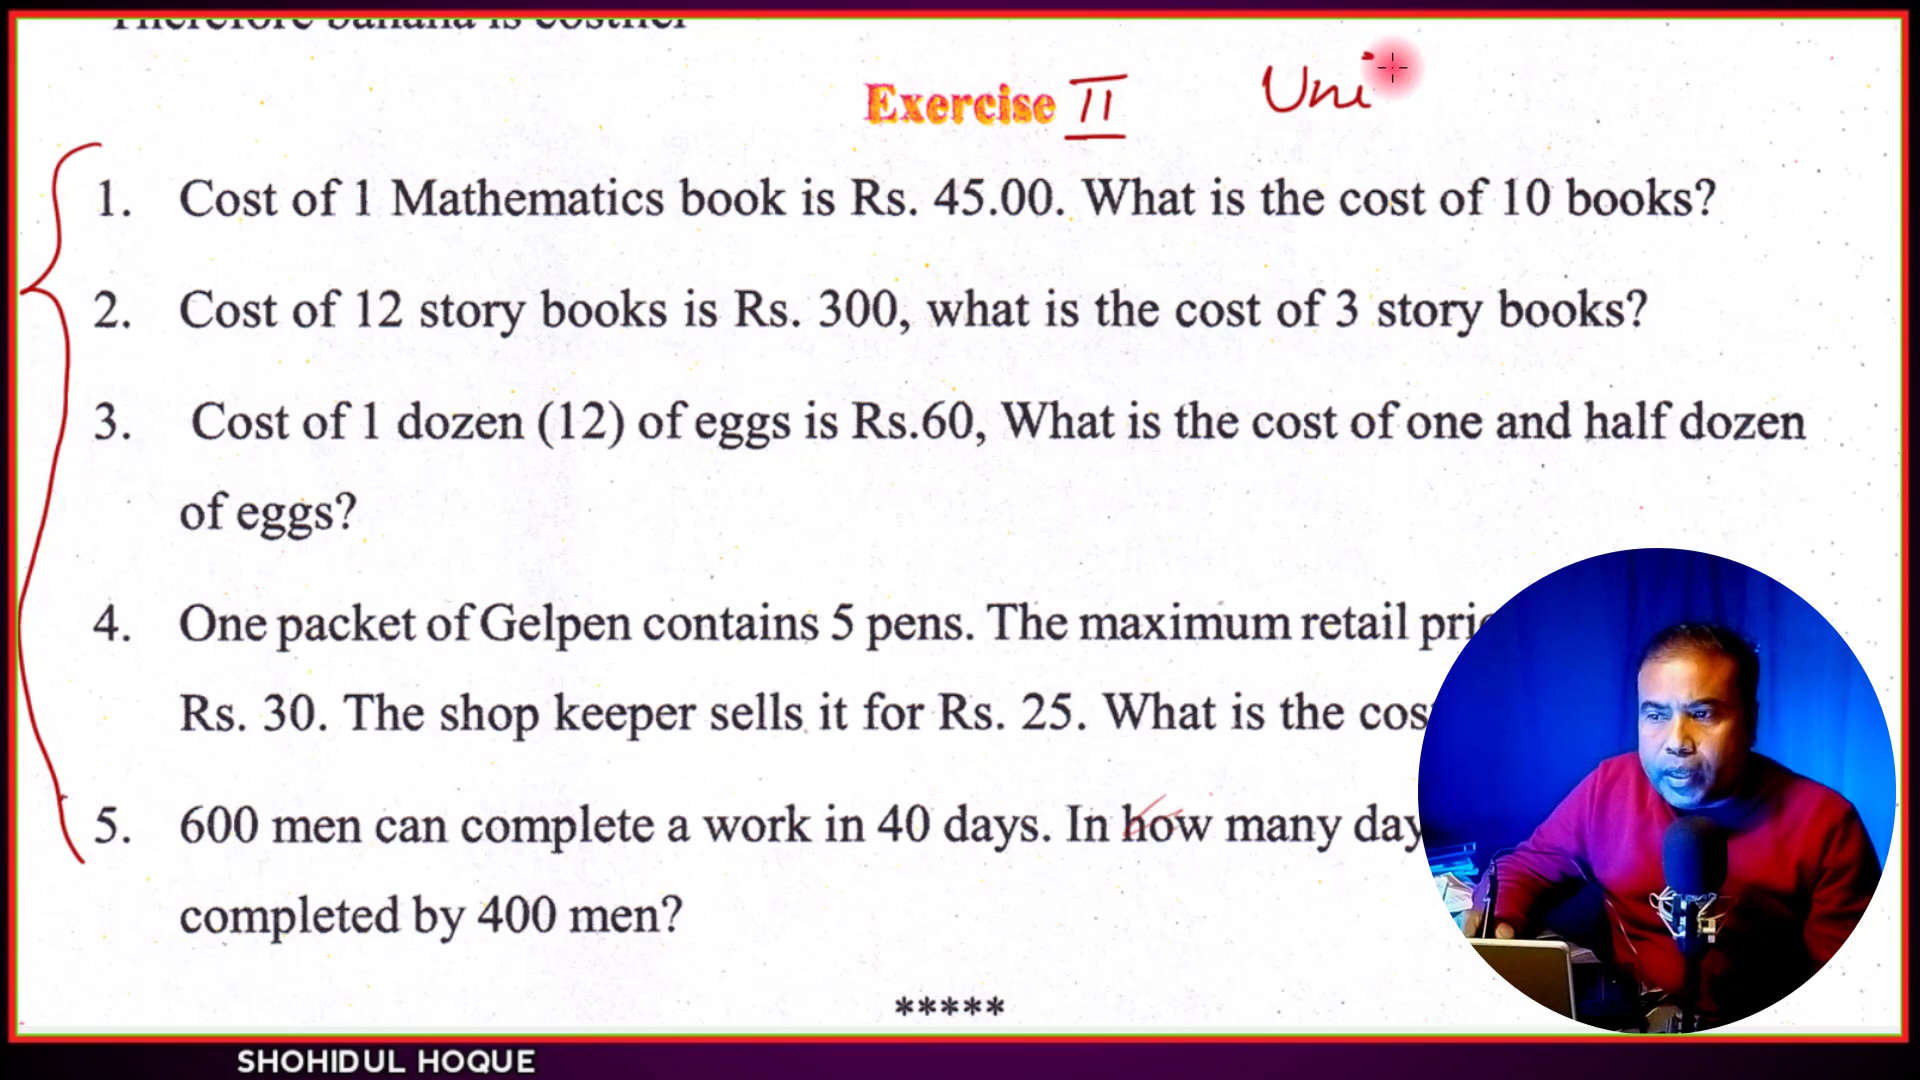 Therefore banana is costlier
Exercise II Uni
1. Cost of 1 Mathematics book is Rs. 45.00. What is the cost of 10 books?
2. Cost of 12 story books is Rs. 300, what is the cost of 3 story books?
3. Cost of 1 dozen (12) of eggs is Rs.60, What is the cost of one and half dozen
of eggs?
4. One packet of Gelpen contains 5 pens. The maximum retail
Rs. 30. The shop keeper sells it for Rs. 25. What is the
5. 600 men can complete a work in 40 days. In how many
completed by 400 men?
*****
SHOHIDUL HOQUE